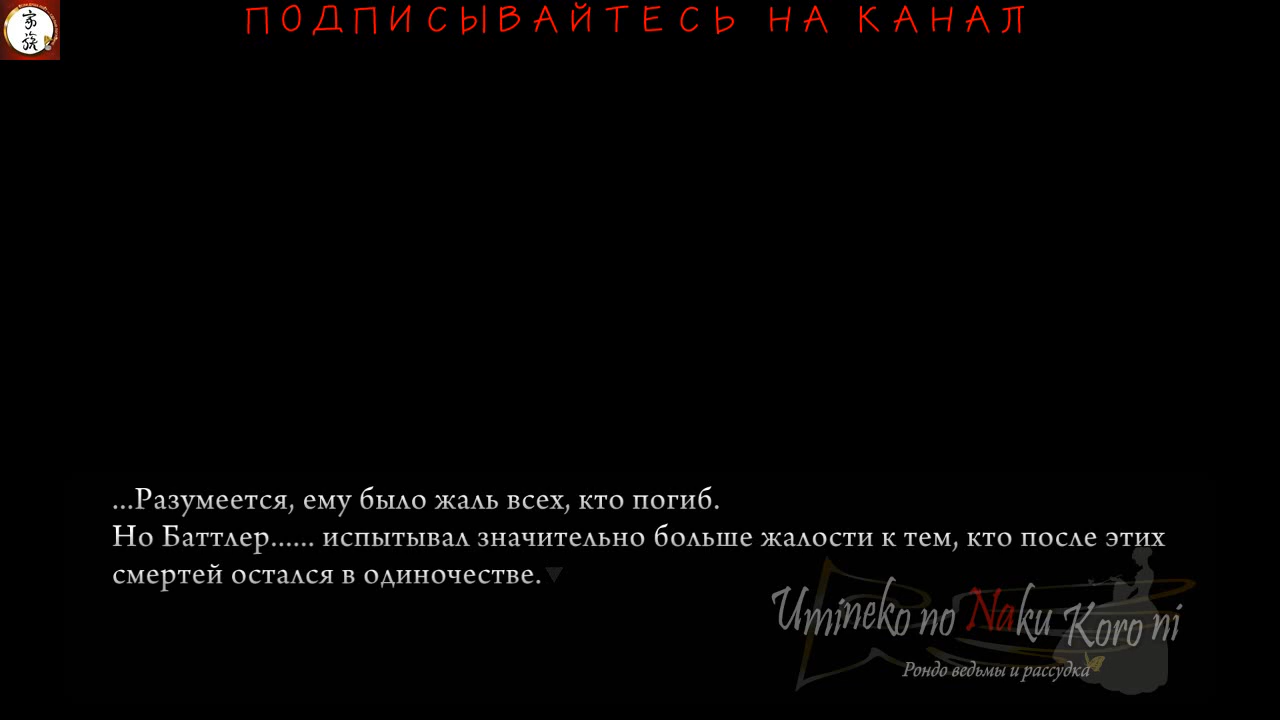 ПОДПИСЫВАЙТЕСЬ НА КАНАЛ
...Разумеется, ему было жаль всех, кто погиб.
Но Баттлер...... испытывал значительно больше жалости к тем, кто после этих
смертей остался в одиночестве.
Umineko no Naku Koro ni
Рондо ведьмы и рассудка